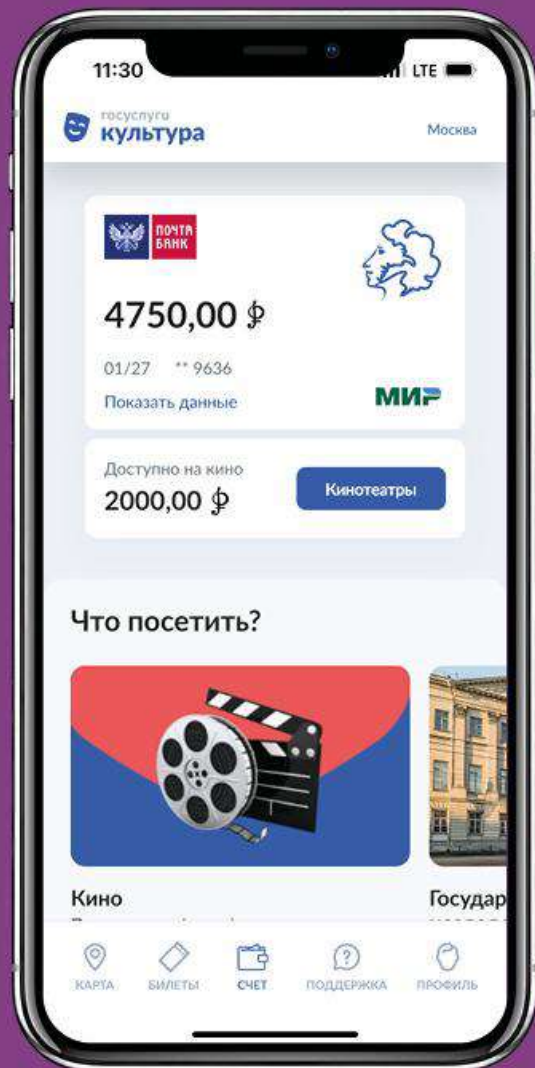 11:30
LTE
госуслуги
культура
Москва
ПОЧТА
БАНК
4750,00
01/27 ** 9636
Показать данные
МИР
Доступно на кино
2000,00
Кинотеатры
Что посетить?
Кино
Государ
КАРТА
БИЛЕТЫ
СЧЕТ
ПОДДЕРЖКА
ПРОФИЛЬ